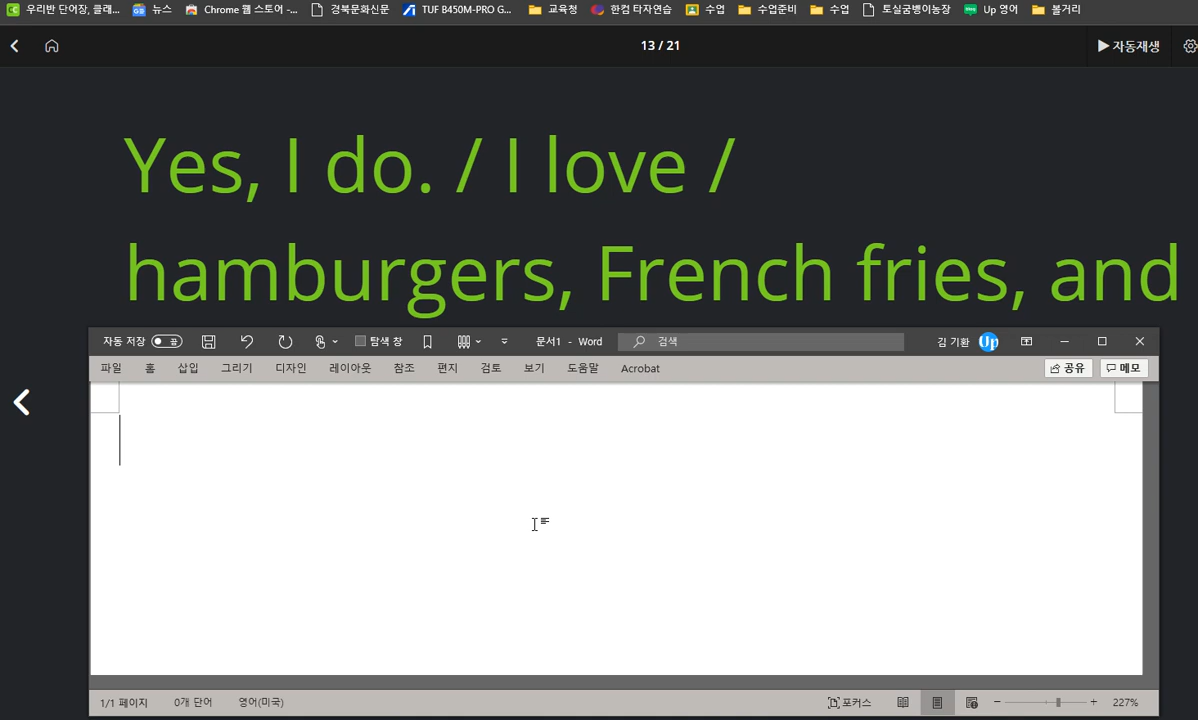 우리반 단어장, 클래... 뉴스 Chrome 웹 스토어 -... 경북문화신문 TUF B450M-PRO G... 교육청 한컴 타자연습 수업 수업준비 수업 토실굼벵이농장 Up 영어 볼거리
13 / 21 ▶자동재생
Yes, I do. / I love /
hamburgers, French fries, and
자동 저장 끔 탐색 창 문서1 - Word 검색 김 기환 Up
파일 홈 삽입 그리기 디자인 레이아웃 참조 편지 검토 보기 도움말 Acrobat 공유 메모
1/1 페이지 0개 단어 영어(미국) 포커스 − + 227%